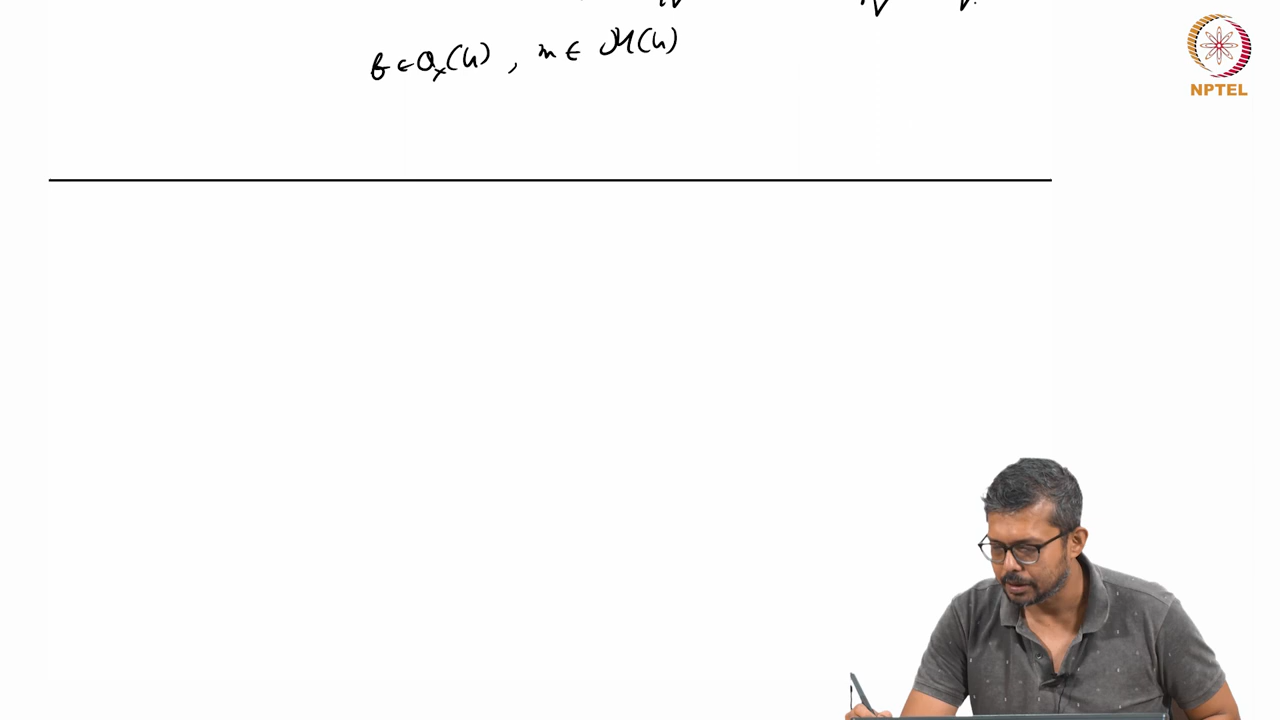 f ∈ O_X(U) , m ∈ M(U)
NPTEL